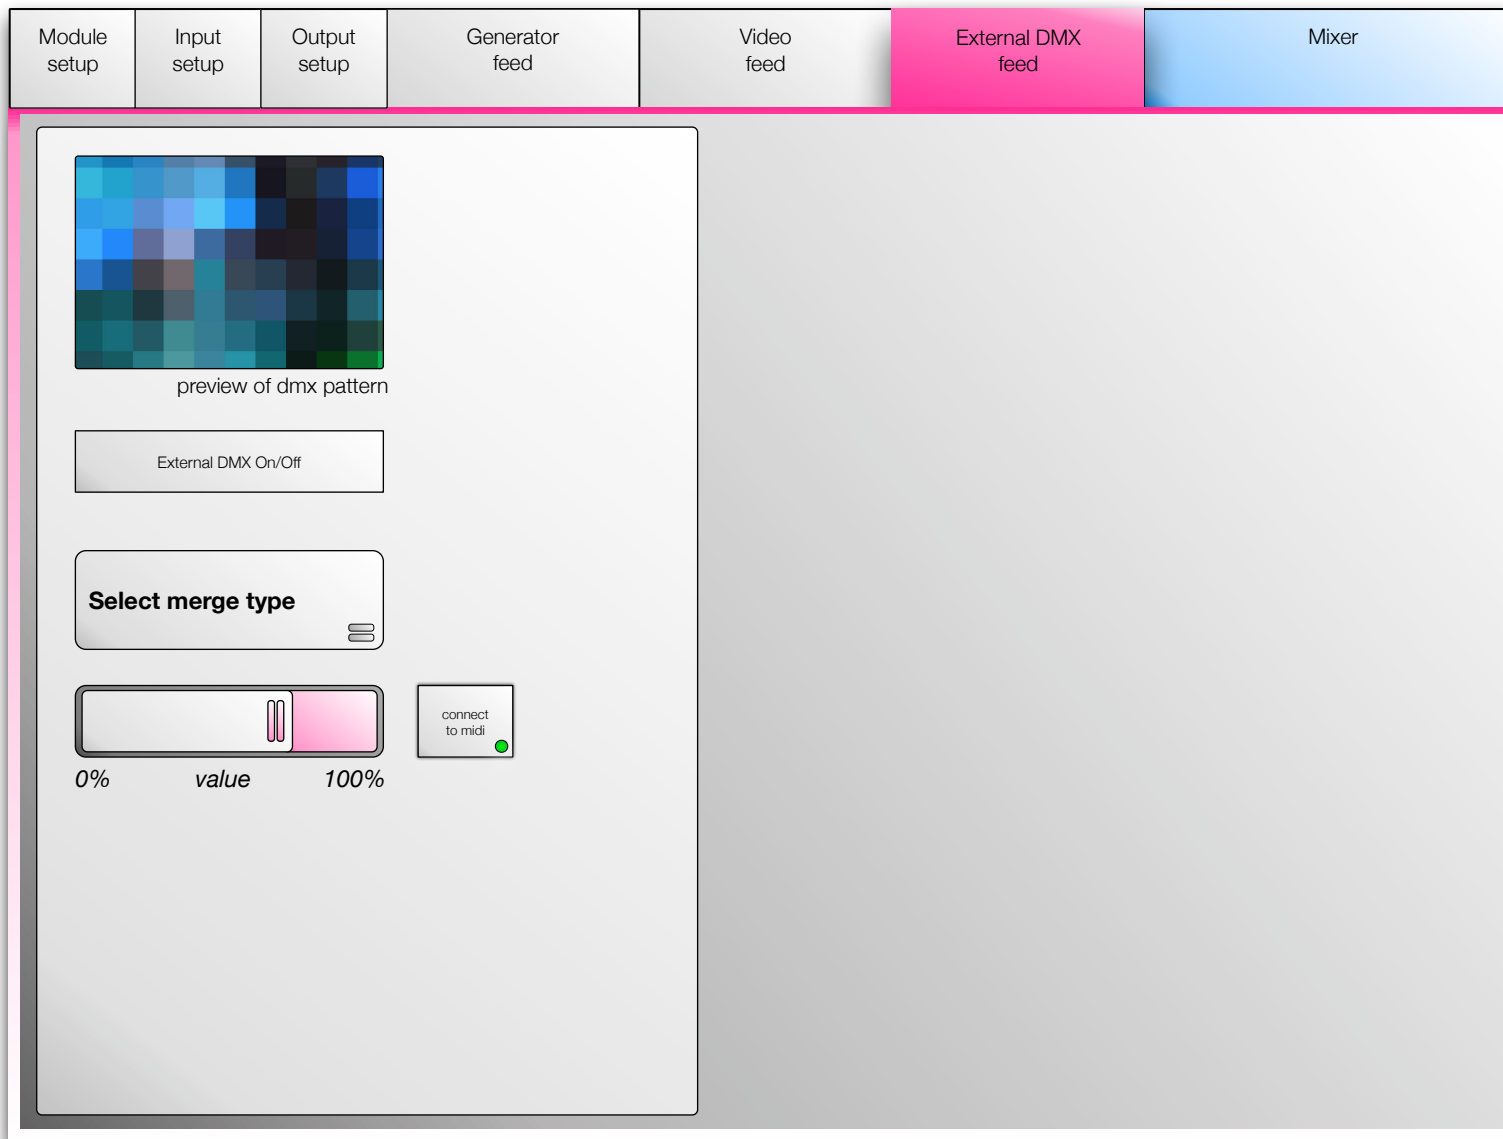 Module
setup
Input
setup
Output
setup
Generator
feed
Video
feed
External DMX
feed
Mixer
preview of dmx pattern
External DMX On/Off
Select merge type
connect
to midi
0% value 100%